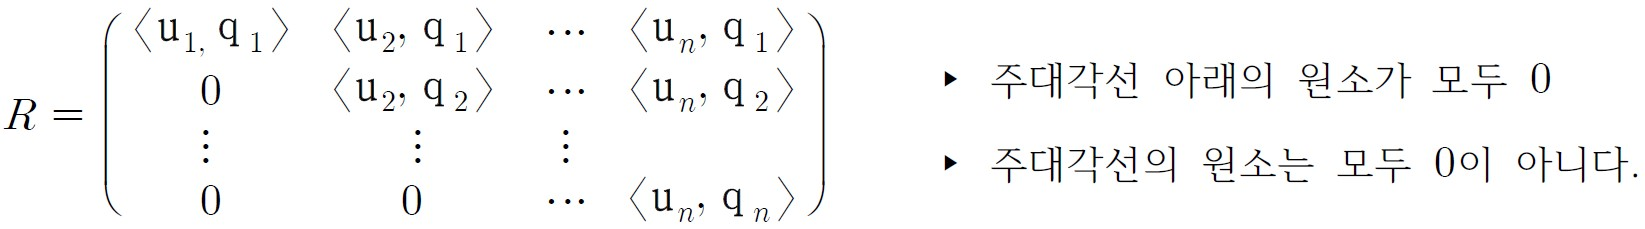 R = ( ⟨u₁, q₁⟩ ⟨u₂, q₁⟩ ⋯ ⟨uₙ, q₁⟩
0 ⟨u₂, q₂⟩ ⋯ ⟨uₙ, q₂⟩
⋮ ⋮ ⋮
0 0 ⋯ ⟨uₙ, qₙ⟩ )
▶ 주대각선 아래의 원소가 모두 0
▶ 주대각선의 원소는 모두 0이 아니다.